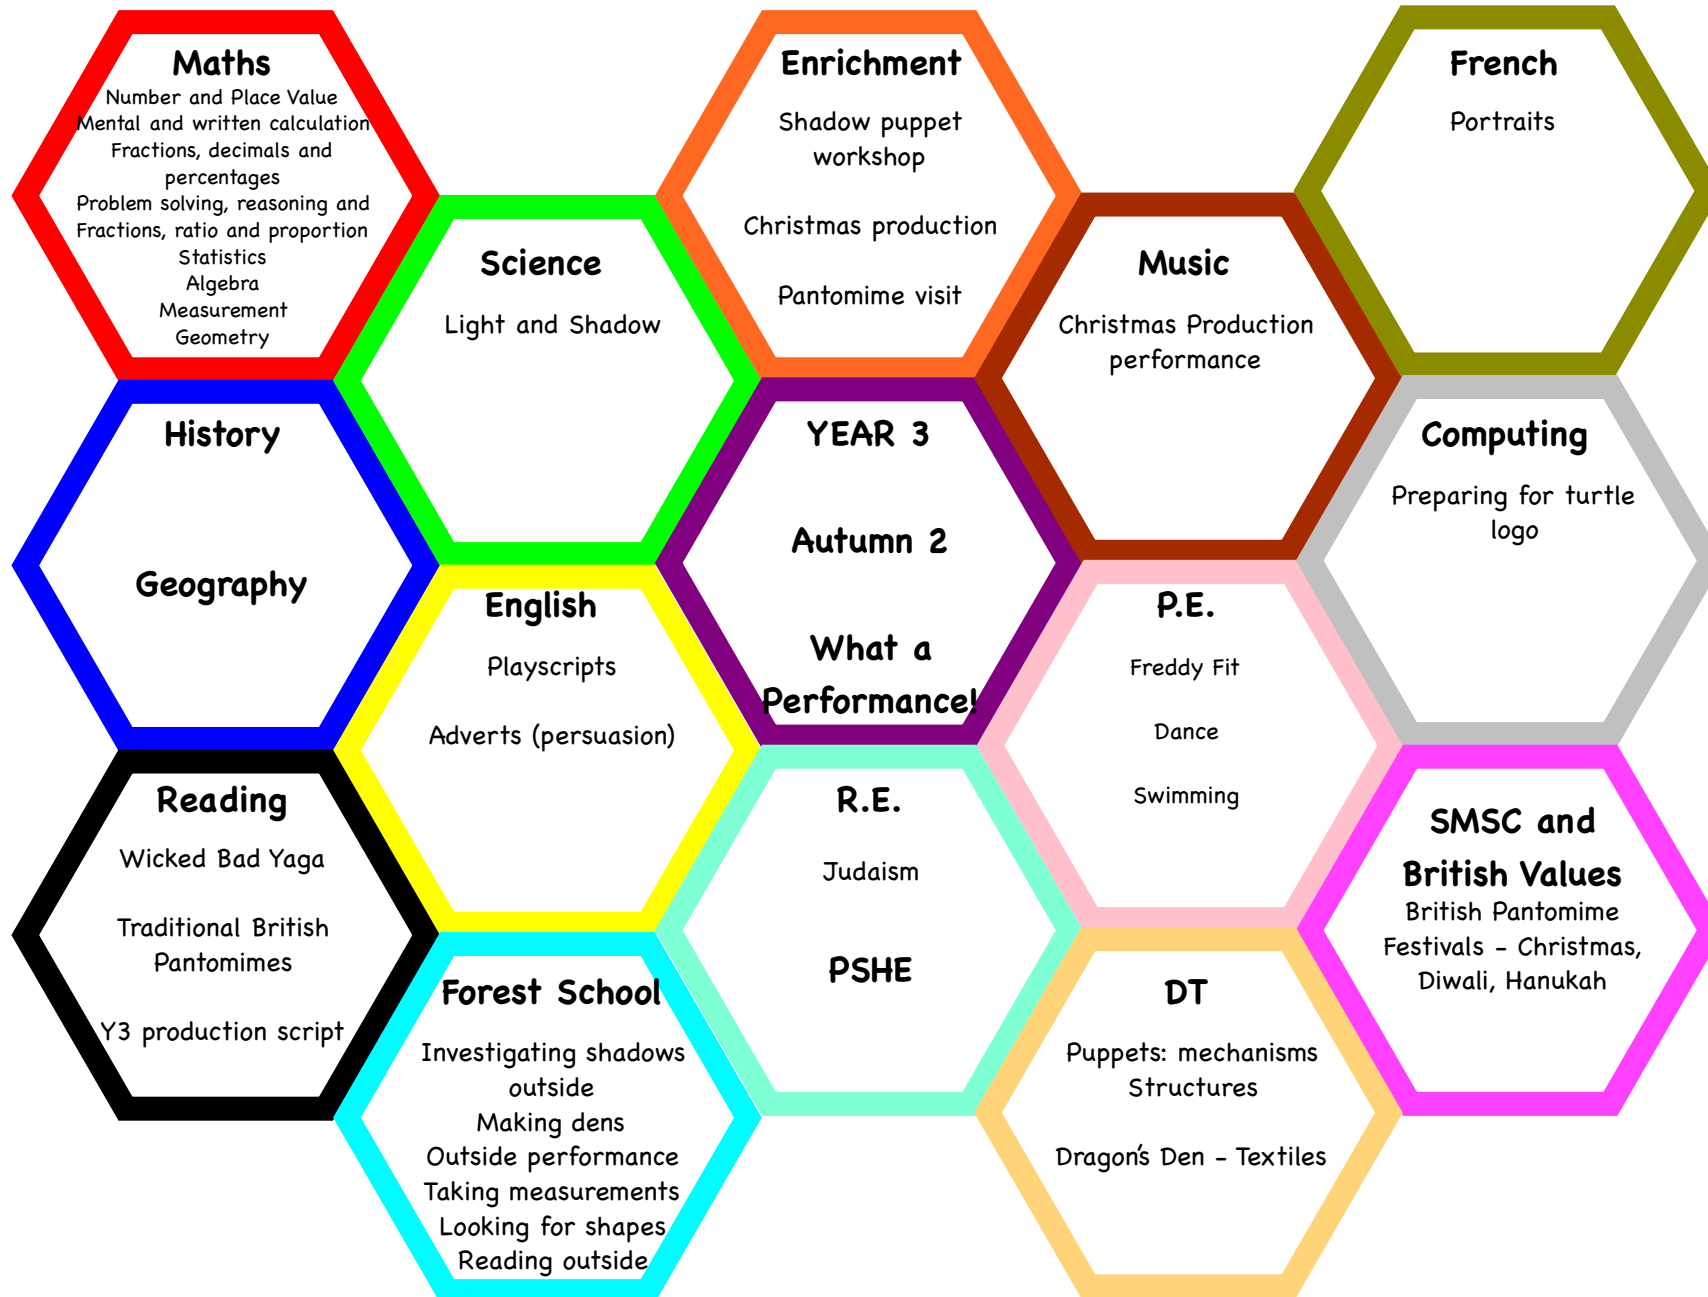 Maths
Number and Place Value
Mental and written calculation
Fractions, decimals and
percentages
Problem solving, reasoning and
Fractions, ratio and proportion
Statistics
Algebra
Measurement
Geometry
Enrichment
Shadow puppet
workshop
Christmas production
Pantomime visit
French
Portraits
Science
Light and Shadow
Music
Christmas Production
performance
History
Geography
YEAR 3
Autumn 2
What a
Performance!
Computing
Preparing for turtle
logo
English
Playscripts
Adverts (persuasion)
P.E.
Freddy Fit
Dance
Swimming
Reading
Wicked Bad Yaga
Traditional British
Pantomimes
Y3 production script
R.E.
Judaism
PSHE
SMSC and
British Values
British Pantomime
Festivals - Christmas,
Diwali, Hanukah
Forest School
Investigating shadows
outside
Making dens
Outside performance
Taking measurements
Looking for shapes
Reading outside
DT
Puppets: mechanisms
Structures
Dragon's Den - Textiles